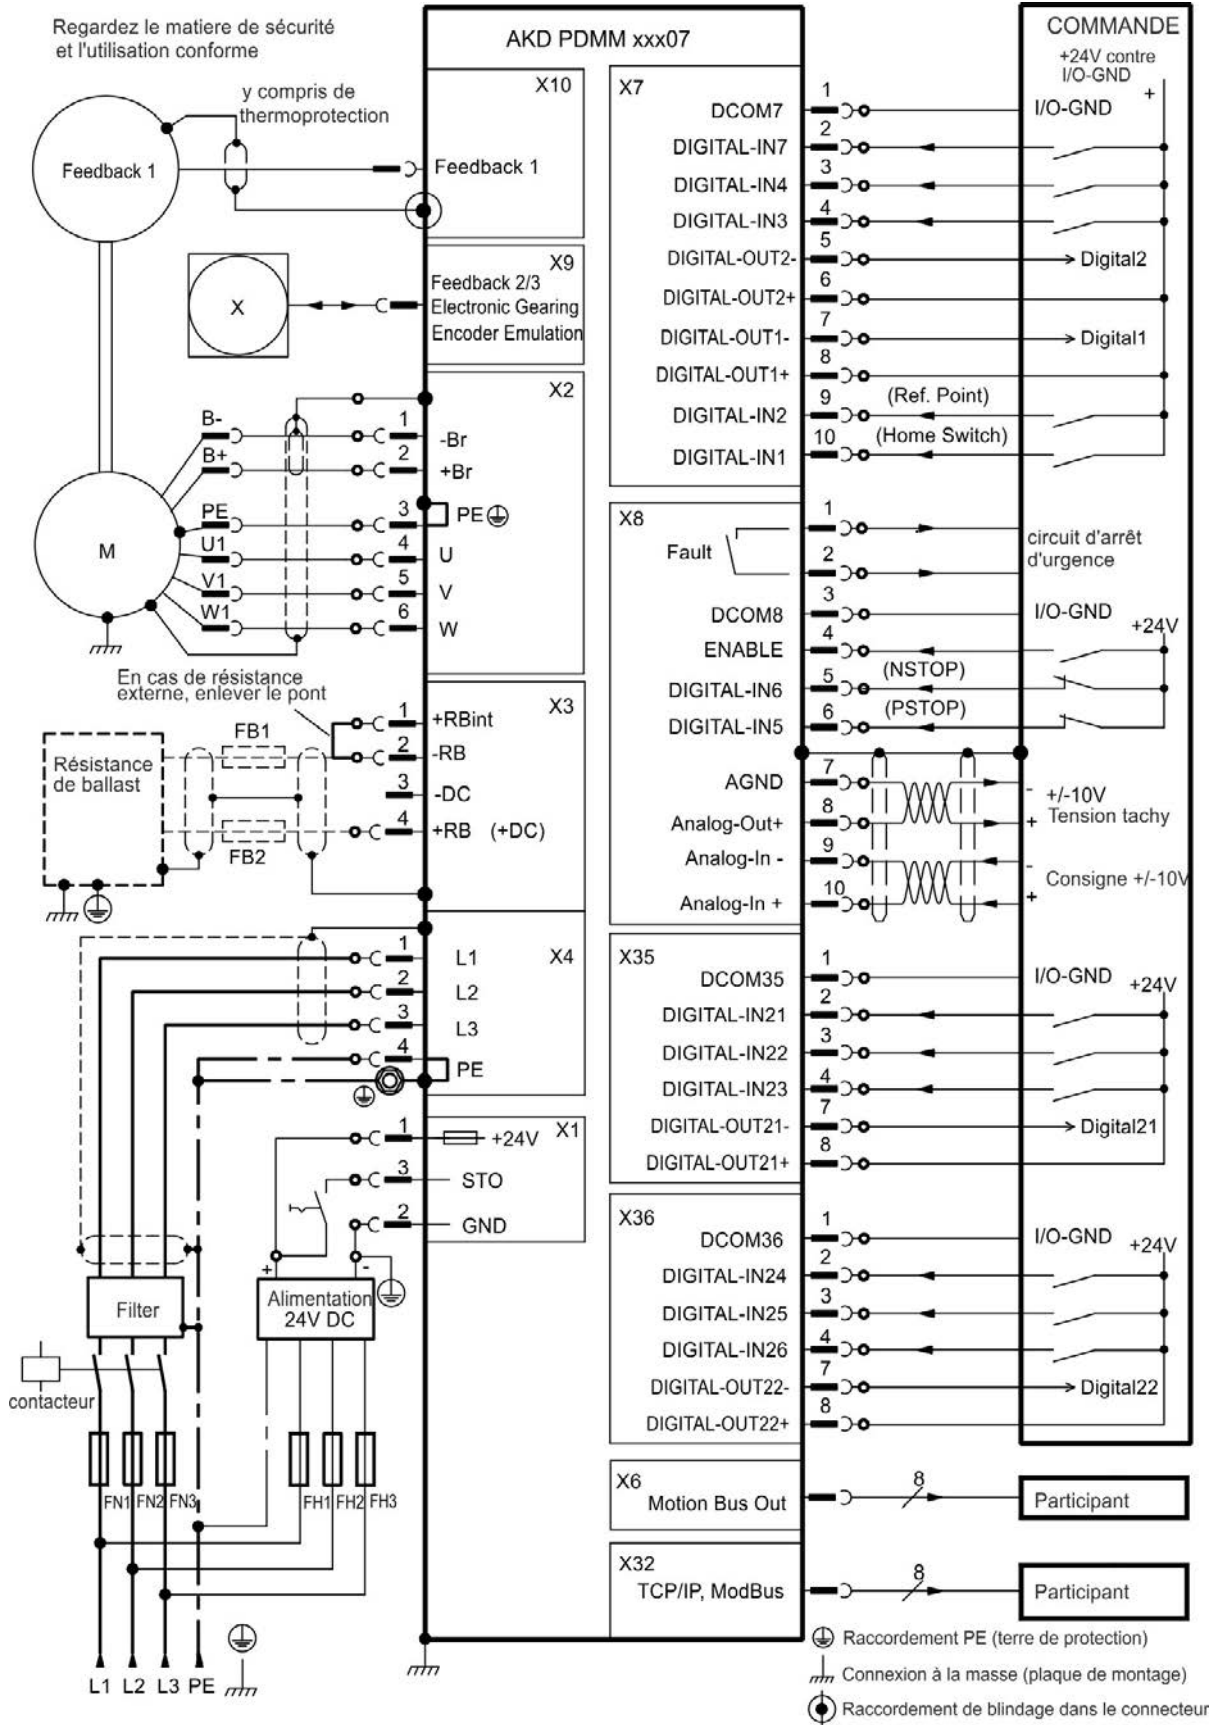 Regardez le matiere de sécurité
et l'utilisation conforme
AKD PDMM xxx07
COMMANDE
+24V contre
I/O-GND
+
y compris de
thermoprotection
Feedback 1
X10
Feedback 1
X
X9
Feedback 2/3
Electronic Gearing
Encoder Emulation
X2
B-
1
-Br
B+
2
+Br
PE
3
PE
U1
4
U
V1
5
V
W1
6
W
M
En cas de résistance
externe, enlever le pont
X3
FB1
1
+RBint
2
-RB
Résistance
de ballast
3
-DC
4
+RB (+DC)
FB2
X4
1
L1
2
L2
3
L3
4
PE
X1
1
+24V
3
STO
2
GND
+
-
Alimentation
24V DC
Filter
contacteur
FN1
FN2
FN3
FH1
FH2
FH3
L1
L2
L3
PE
X7
1
DCOM7
I/O-GND
2
DIGITAL-IN7
3
DIGITAL-IN4
4
DIGITAL-IN3
5
DIGITAL-OUT2-
Digital2
6
DIGITAL-OUT2+
7
DIGITAL-OUT1-
Digital1
8
DIGITAL-OUT1+
9
(Ref. Point)
DIGITAL-IN2
10
(Home Switch)
DIGITAL-IN1
X8
1
Fault
2
circuit d'arrêt
d'urgence
3
DCOM8
I/O-GND
+24V
4
ENABLE
5
(NSTOP)
DIGITAL-IN6
6
(PSTOP)
DIGITAL-IN5
7
AGND
-
+/-10V
Tension tachy
8
Analog-Out+
+
9
Analog-In -
-
Consigne +/-10V
10
Analog-In +
+
X35
1
DCOM35
I/O-GND
+24V
2
DIGITAL-IN21
3
DIGITAL-IN22
4
DIGITAL-IN23
7
DIGITAL-OUT21-
Digital21
8
DIGITAL-OUT21+
X36
1
DCOM36
I/O-GND
+24V
2
DIGITAL-IN24
3
DIGITAL-IN25
4
DIGITAL-IN26
7
DIGITAL-OUT22-
Digital22
8
DIGITAL-OUT22+
X6
Motion Bus Out
8
Participant
X32
TCP/IP, ModBus
8
Participant
Raccordement PE (terre de protection)
Connexion à la masse (plaque de montage)
Raccordement de blindage dans le connecteur